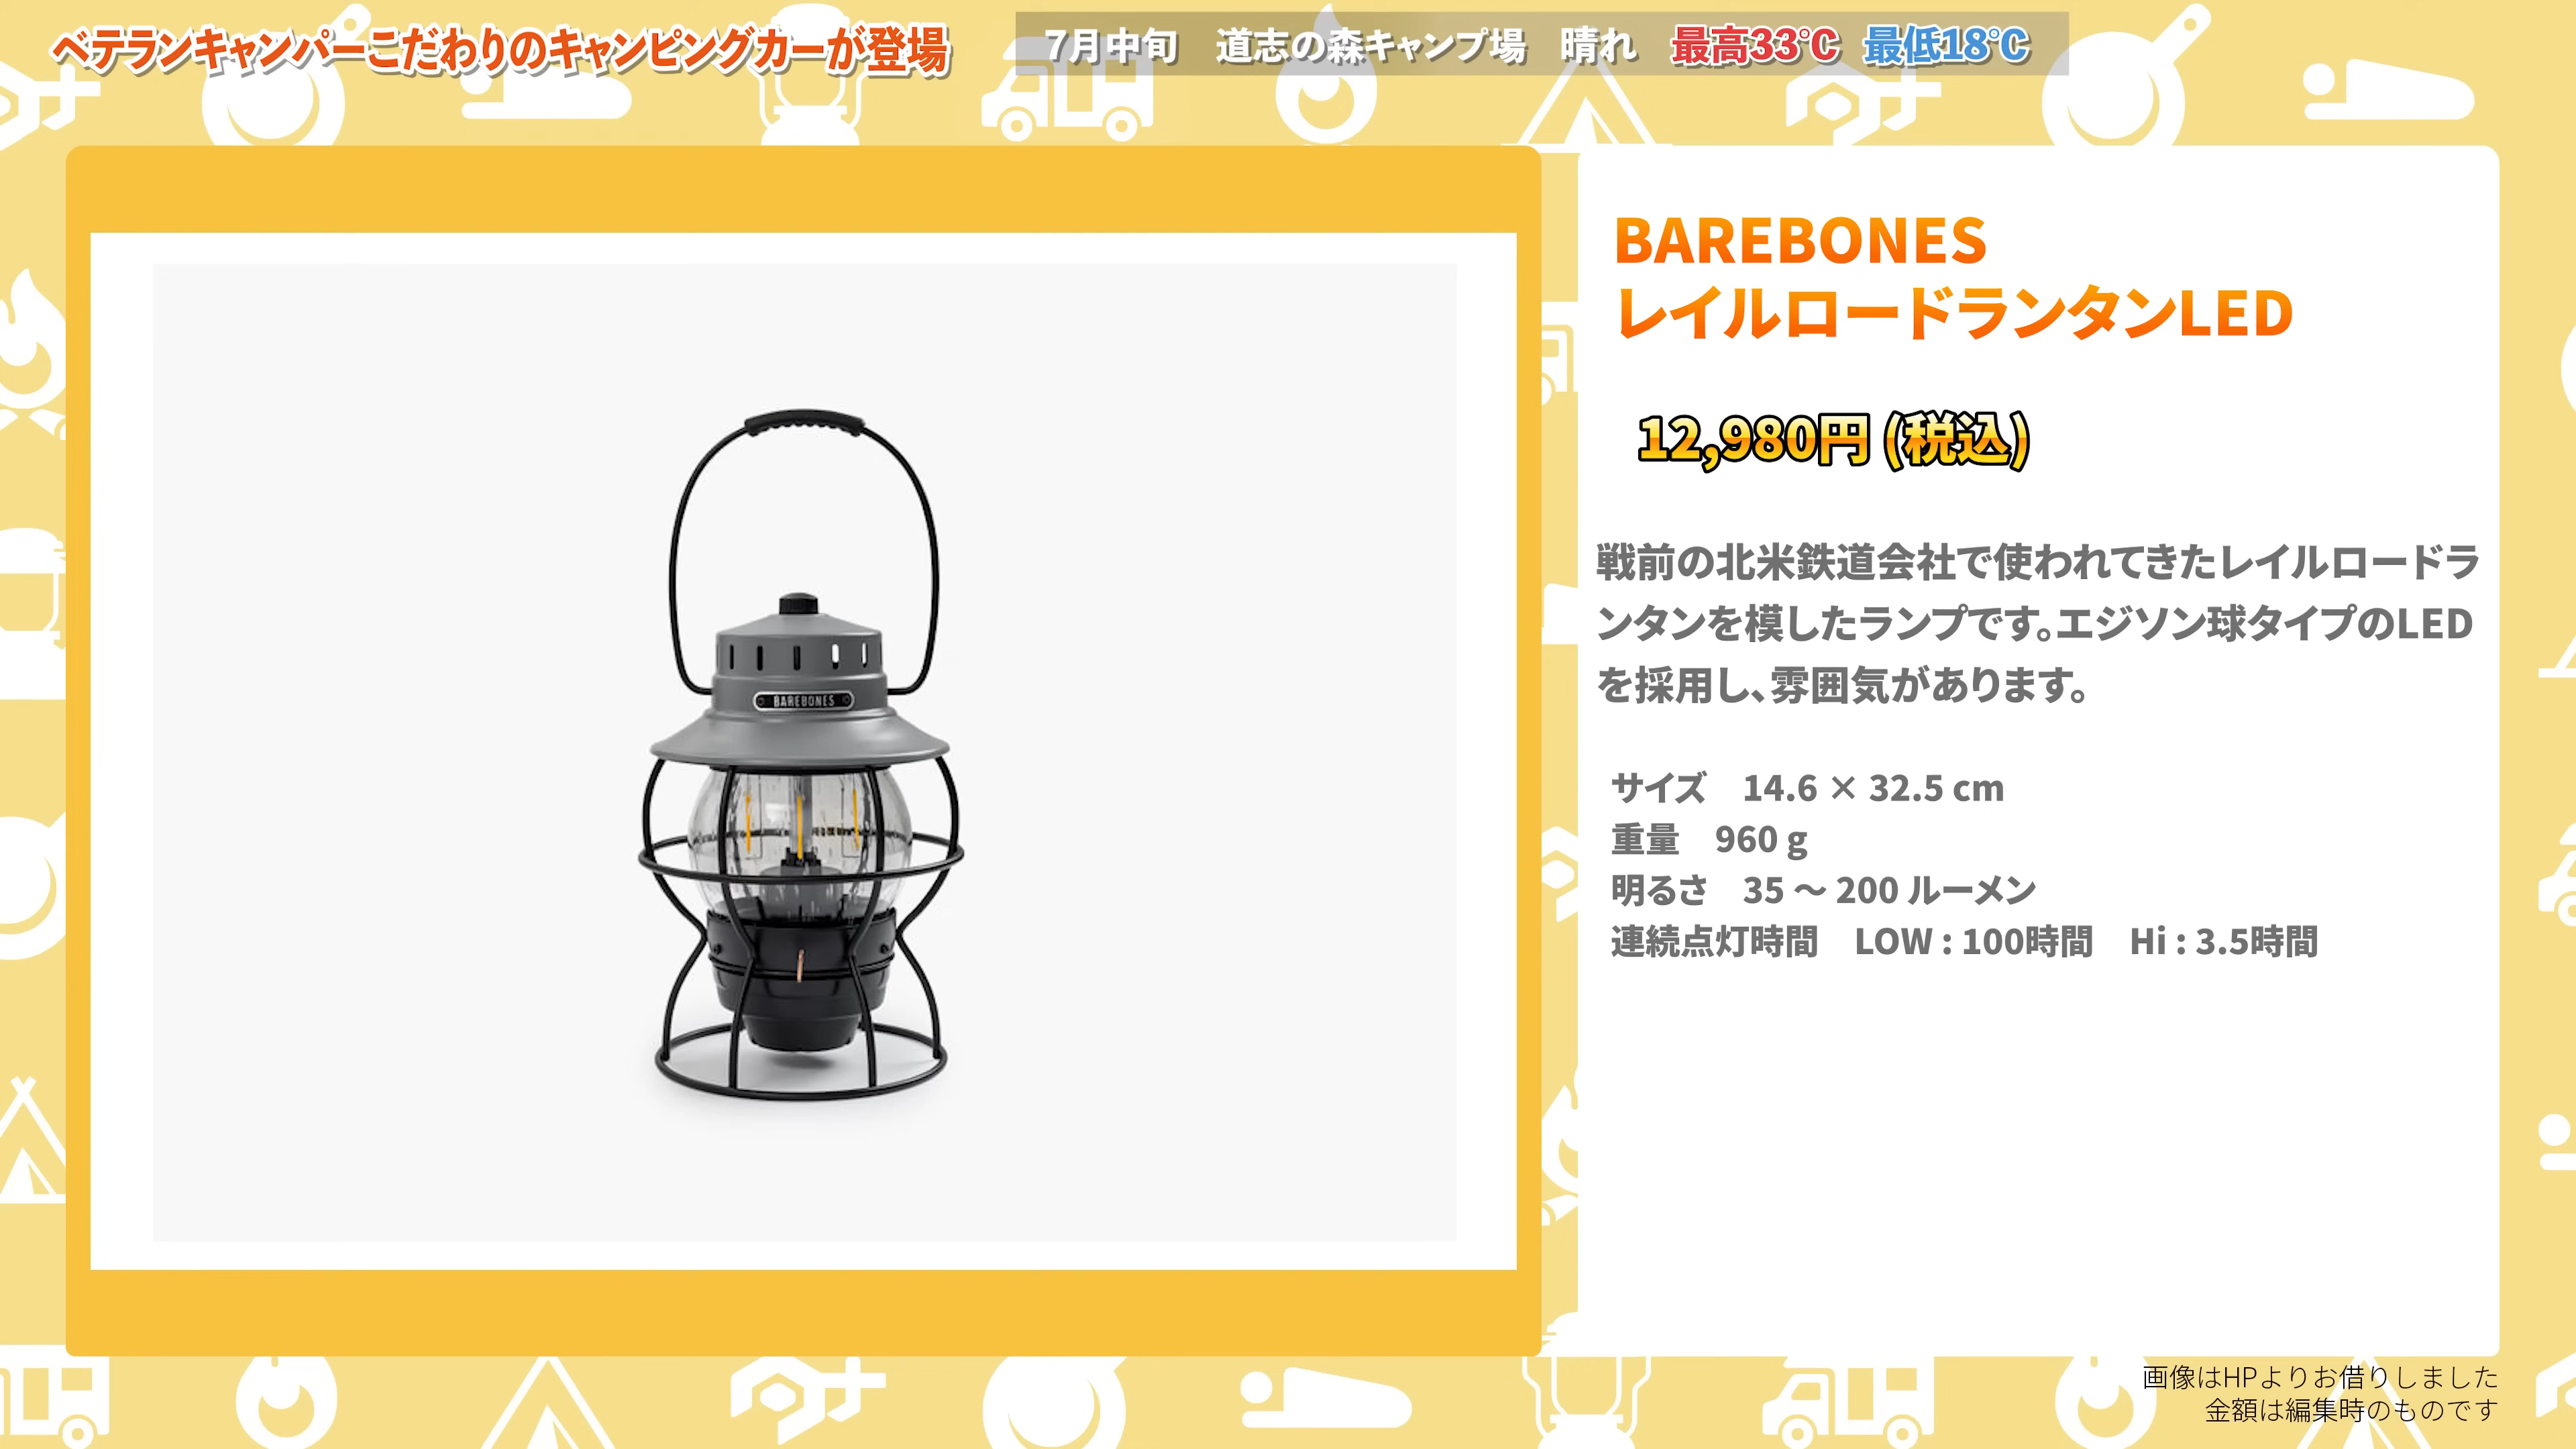 ベテランキャンパーこだわりのキャンピングカーが登場
7月中旬　道志の森キャンプ場　晴れ　最高33℃　最低18℃
BAREBONES
レイルロードランタンLED
12,980円 (税込)
戦前の北米鉄道会社で使われてきたレイルロードラ
ンタンを模したランプです。エジソン球タイプのLED
を採用し、雰囲気があります。
サイズ　14.6 × 32.5 cm
重量　960 g
明るさ　35 〜 200 ルーメン
連続点灯時間　LOW : 100時間　Hi : 3.5時間
BAREBONES
画像はHPよりお借りしました
金額は編集時のものです